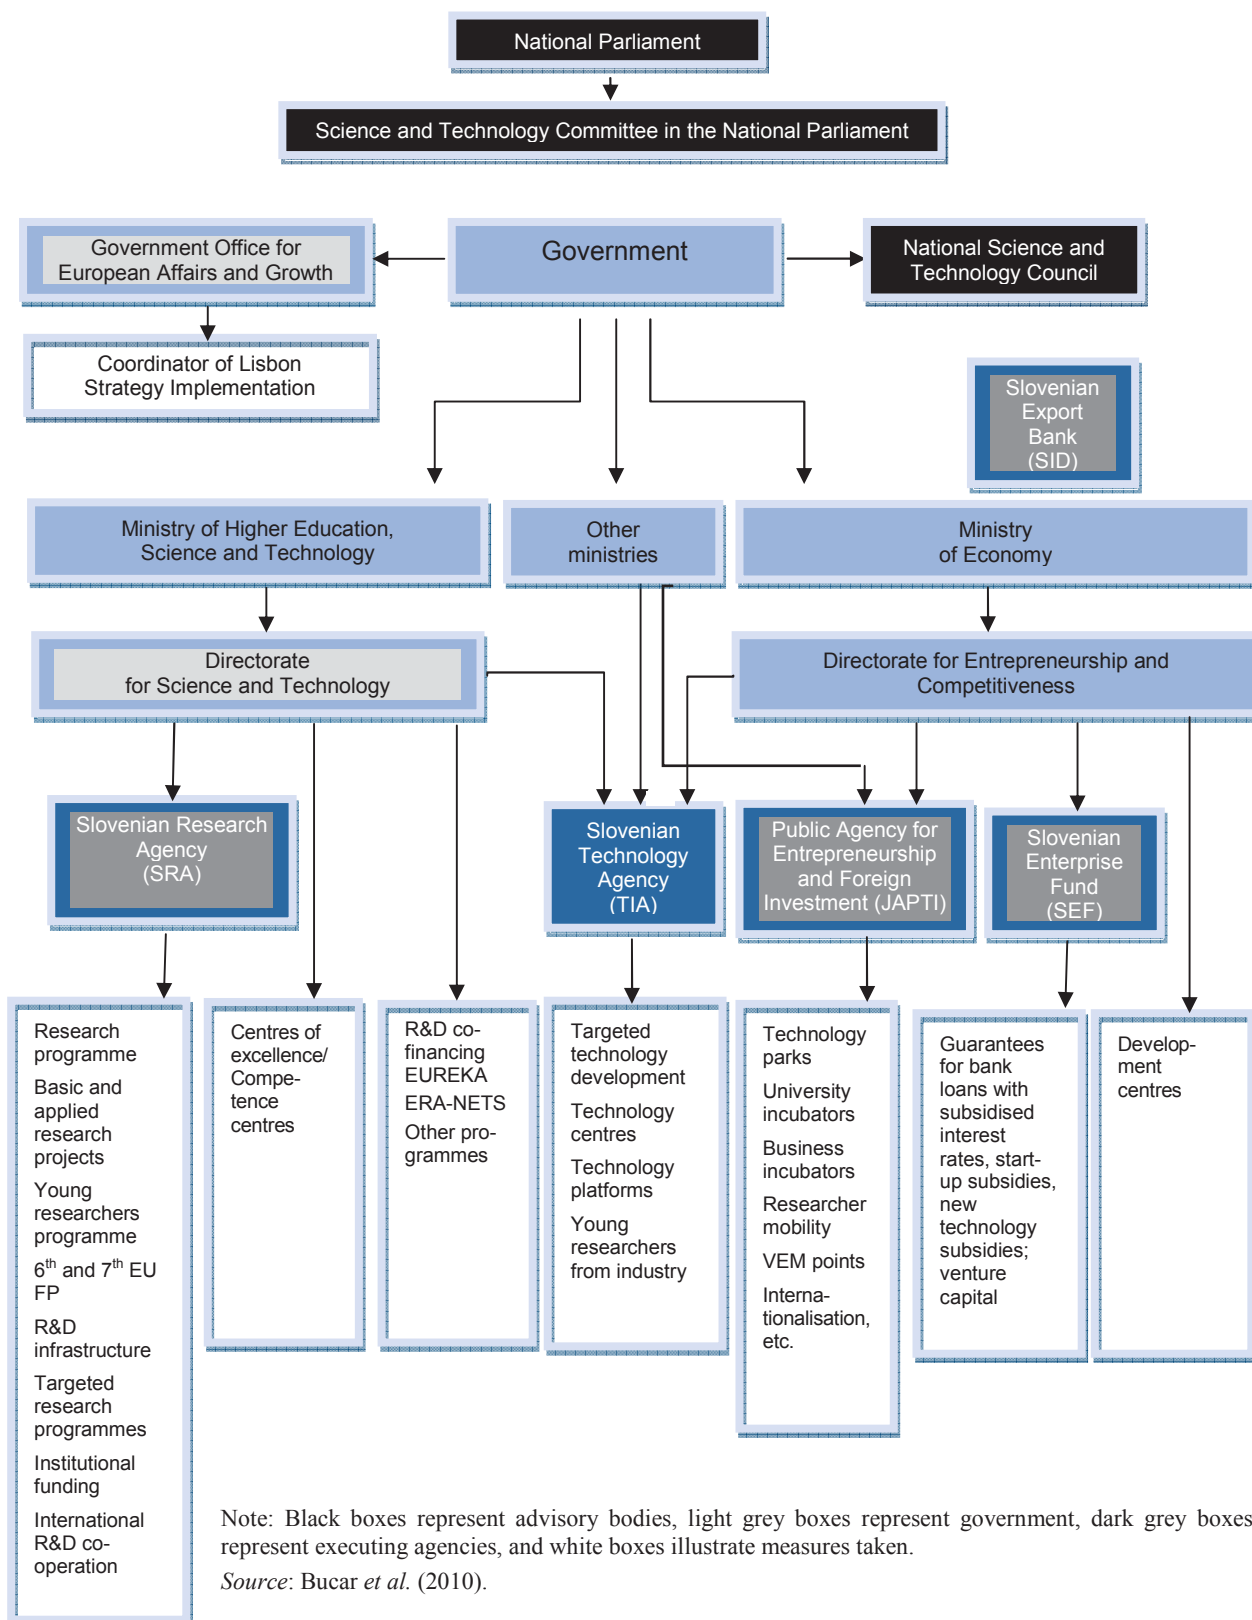 National Parliament
Science and Technology Committee in the National Parliament
Government Office for
European Affairs and Growth
Government
National Science and
Technology Council
Coordinator of Lisbon
Strategy Implementation
Slovenian
Export
Bank
(SID)
Ministry of Higher Education,
Science and Technology
Other
ministries
Ministry
of Economy
Directorate
for Science and Technology
Directorate for Entrepreneurship and
Competitiveness
Slovenian Research
Agency
(SRA)
Slovenian
Technology
Agency
(TIA)
Public Agency for
Entrepreneurship
and Foreign
Investment (JAPTI)
Slovenian
Enterprise
Fund
(SEF)
Research
programme
Basic and
applied
research
projects
Young
researchers
programme
6th and 7th EU
FP
R&D
infrastructure
Targeted
research
programmes
Institutional
funding
International
R&D co-
operation
Centres of
excellence/
Compe-
tence
centres
R&D co-
financing
EUREKA
ERA-NETS
Other pro-
grammes
Targeted
technology
development
Technology
centres
Technology
platforms
Young
researchers
from industry
Technology
parks
University
incubators
Business
incubators
Researcher
mobility
VEM points
Interna-
tionalisation,
etc.
Guarantees
for bank
loans with
subsidised
interest
rates, start-
up subsidies,
new
technology
subsidies;
venture
capital
Develop-
ment
centres
Note: Black boxes represent advisory bodies, light grey boxes represent government, dark grey boxes
represent executing agencies, and white boxes illustrate measures taken.
Source: Bucar et al. (2010).